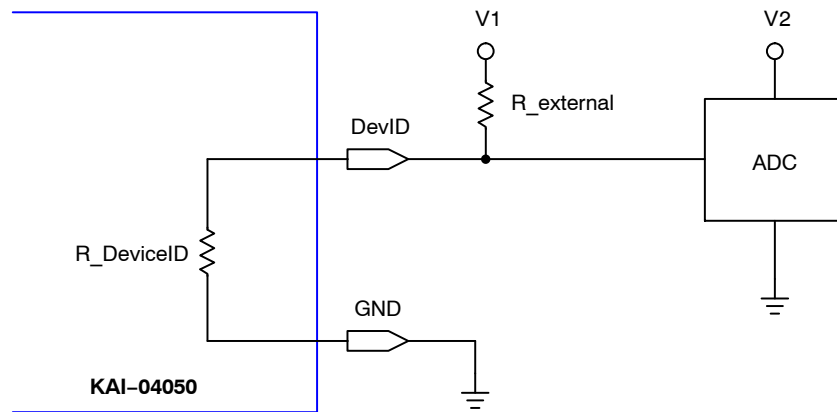 V1
V2
R_external
DevID
ADC
R_DeviceID
GND
KAI-04050